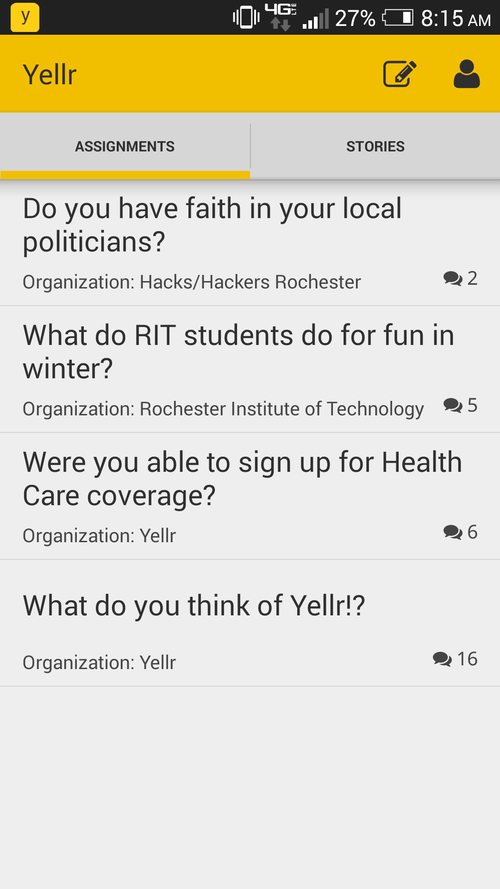 y 4G 27% 8:15 AM
Yellr
ASSIGNMENTS STORIES
Do you have faith in your local
politicians?
Organization: Hacks/Hackers Rochester 2
What do RIT students do for fun in
winter?
Organization: Rochester Institute of Technology 5
Were you able to sign up for Health
Care coverage?
Organization: Yellr 6
What do you think of Yellr!?
Organization: Yellr 16